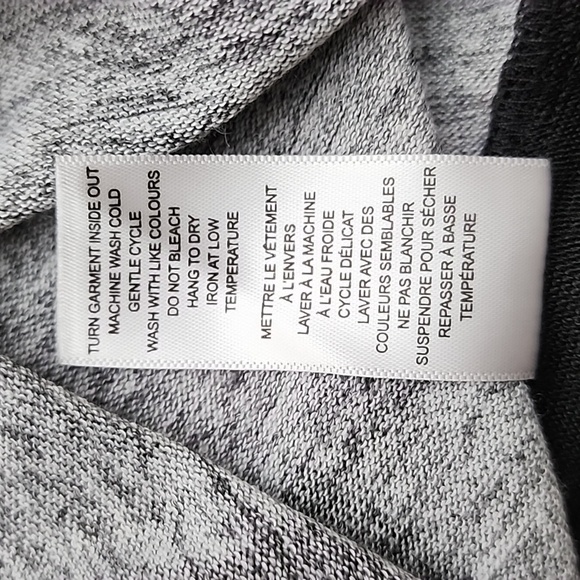 TURN GARMENT INSIDE OUT
MACHINE WASH COLD
GENTLE CYCLE
WASH WITH LIKE COLOURS
DO NOT BLEACH
HANG TO DRY
IRON AT LOW
TEMPERATURE
METTRE LE VÊTEMENT
À L'ENVERS
LAVER À LA MACHINE
À L'EAU FROIDE
CYCLE DÉLICAT
LAVER AVEC DES
COULEURS SEMBLABLES
NE PAS BLANCHIR
SUSPENDRE POUR SÉCHER
REPASSER À BASSE
TEMPÉRATURE